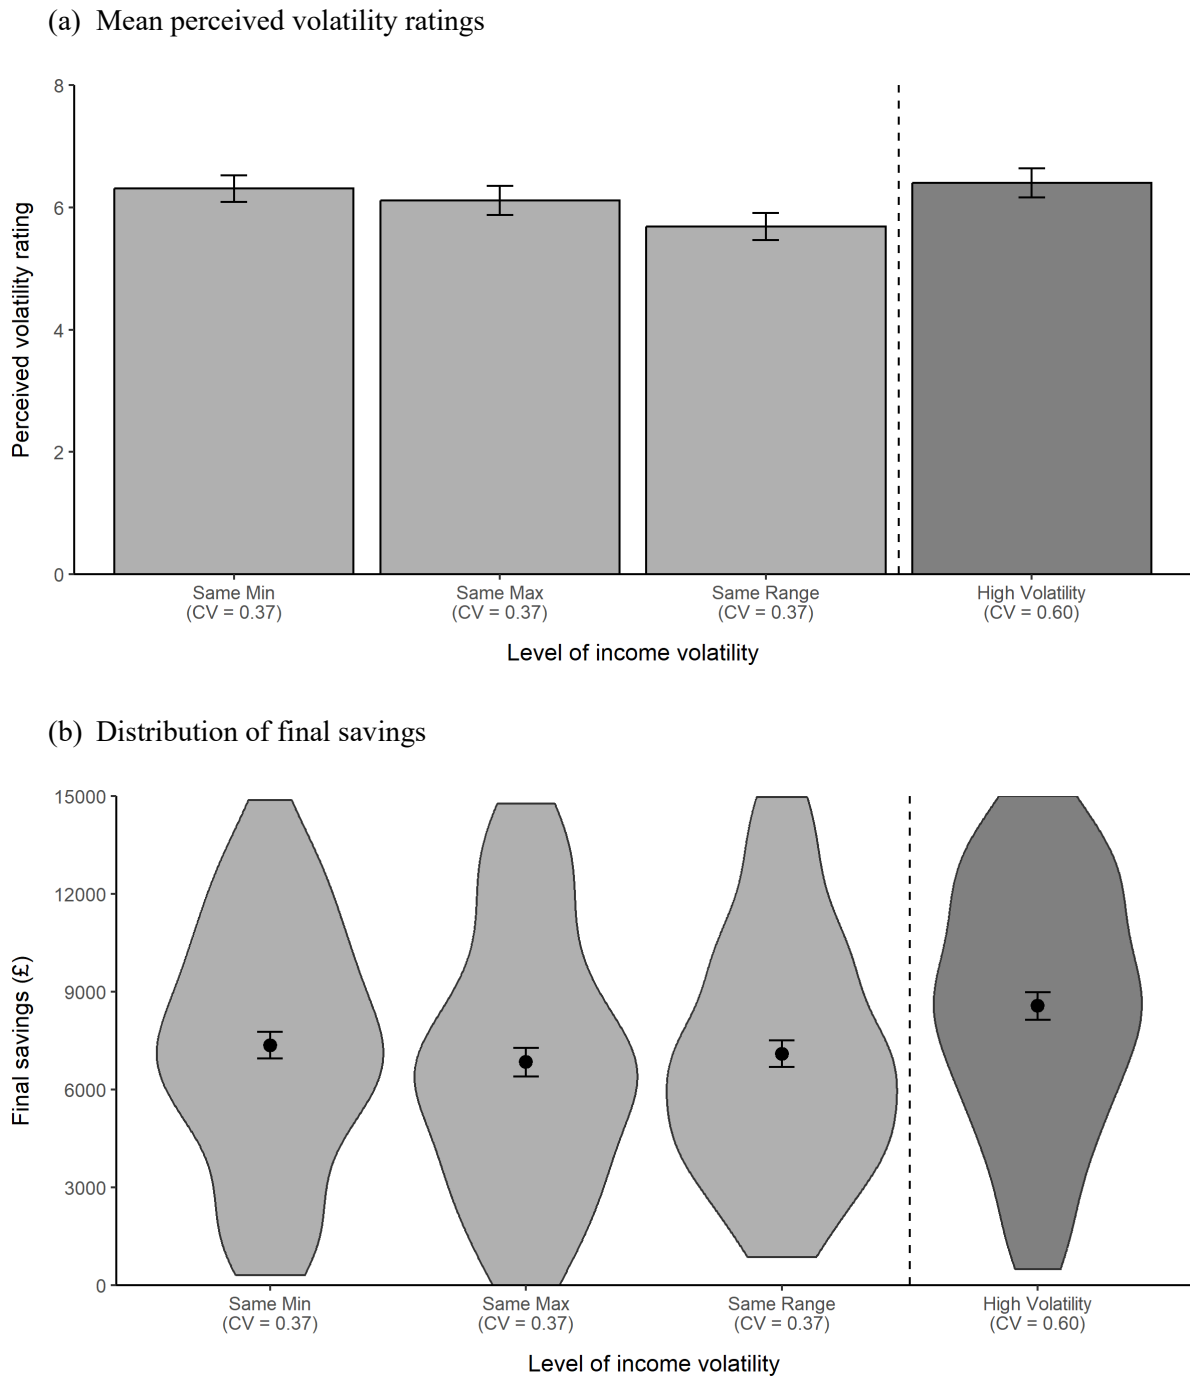 (a) Mean perceived volatility ratings
8
6
4
2
0
Perceived volatility rating
Same Min
(CV = 0.37)
Same Max
(CV = 0.37)
Same Range
(CV = 0.37)
High Volatility
(CV = 0.60)
Level of income volatility
(b) Distribution of final savings
15000
12000
9000
6000
3000
0
Final savings (£)
Same Min
(CV = 0.37)
Same Max
(CV = 0.37)
Same Range
(CV = 0.37)
High Volatility
(CV = 0.60)
Level of income volatility